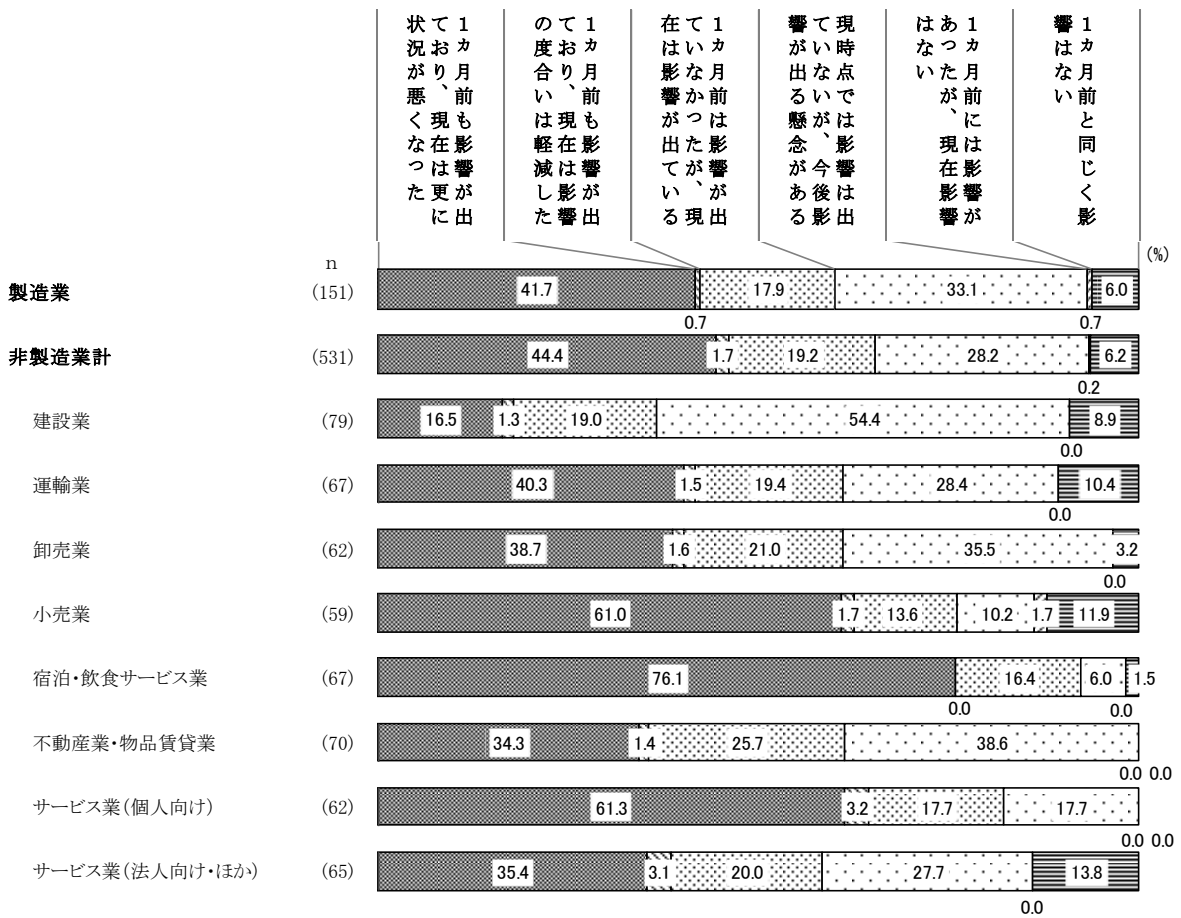 １カ月前も影響が出
ており、現在は更に
状況が悪くなった
１カ月前も影響が出
ており、現在は影響
の度合いは軽減した
１カ月前は影響が出
ていなかったが、現
在は影響が出ている
現時点では影響は出
ていないが、今後影
響が出る懸念がある
１カ月前には影響が
あったが、現在影響
はない
１カ月前と同じく影
響はない
n
(%)
製造業 (151) 41.7 17.9 33.1 6.0
0.7 0.7
非製造業計 (531) 44.4 1.7 19.2 28.2 6.2
0.2
建設業 (79) 16.5 1.3 19.0 54.4 8.9
0.0
運輸業 (67) 40.3 1.5 19.4 28.4 10.4
0.0
卸売業 (62) 38.7 1.6 21.0 35.5 3.2
0.0
小売業 (59) 61.0 1.7 13.6 10.2 1.7 11.9
宿泊・飲食サービス業 (67) 76.1 16.4 6.0 1.5
0.0 0.0
不動産業・物品賃貸業 (70) 34.3 1.4 25.7 38.6
0.0 0.0
サービス業（個人向け） (62) 61.3 3.2 17.7 17.7
0.0 0.0
サービス業（法人向け・ほか） (65) 35.4 3.1 20.0 27.7 13.8
0.0